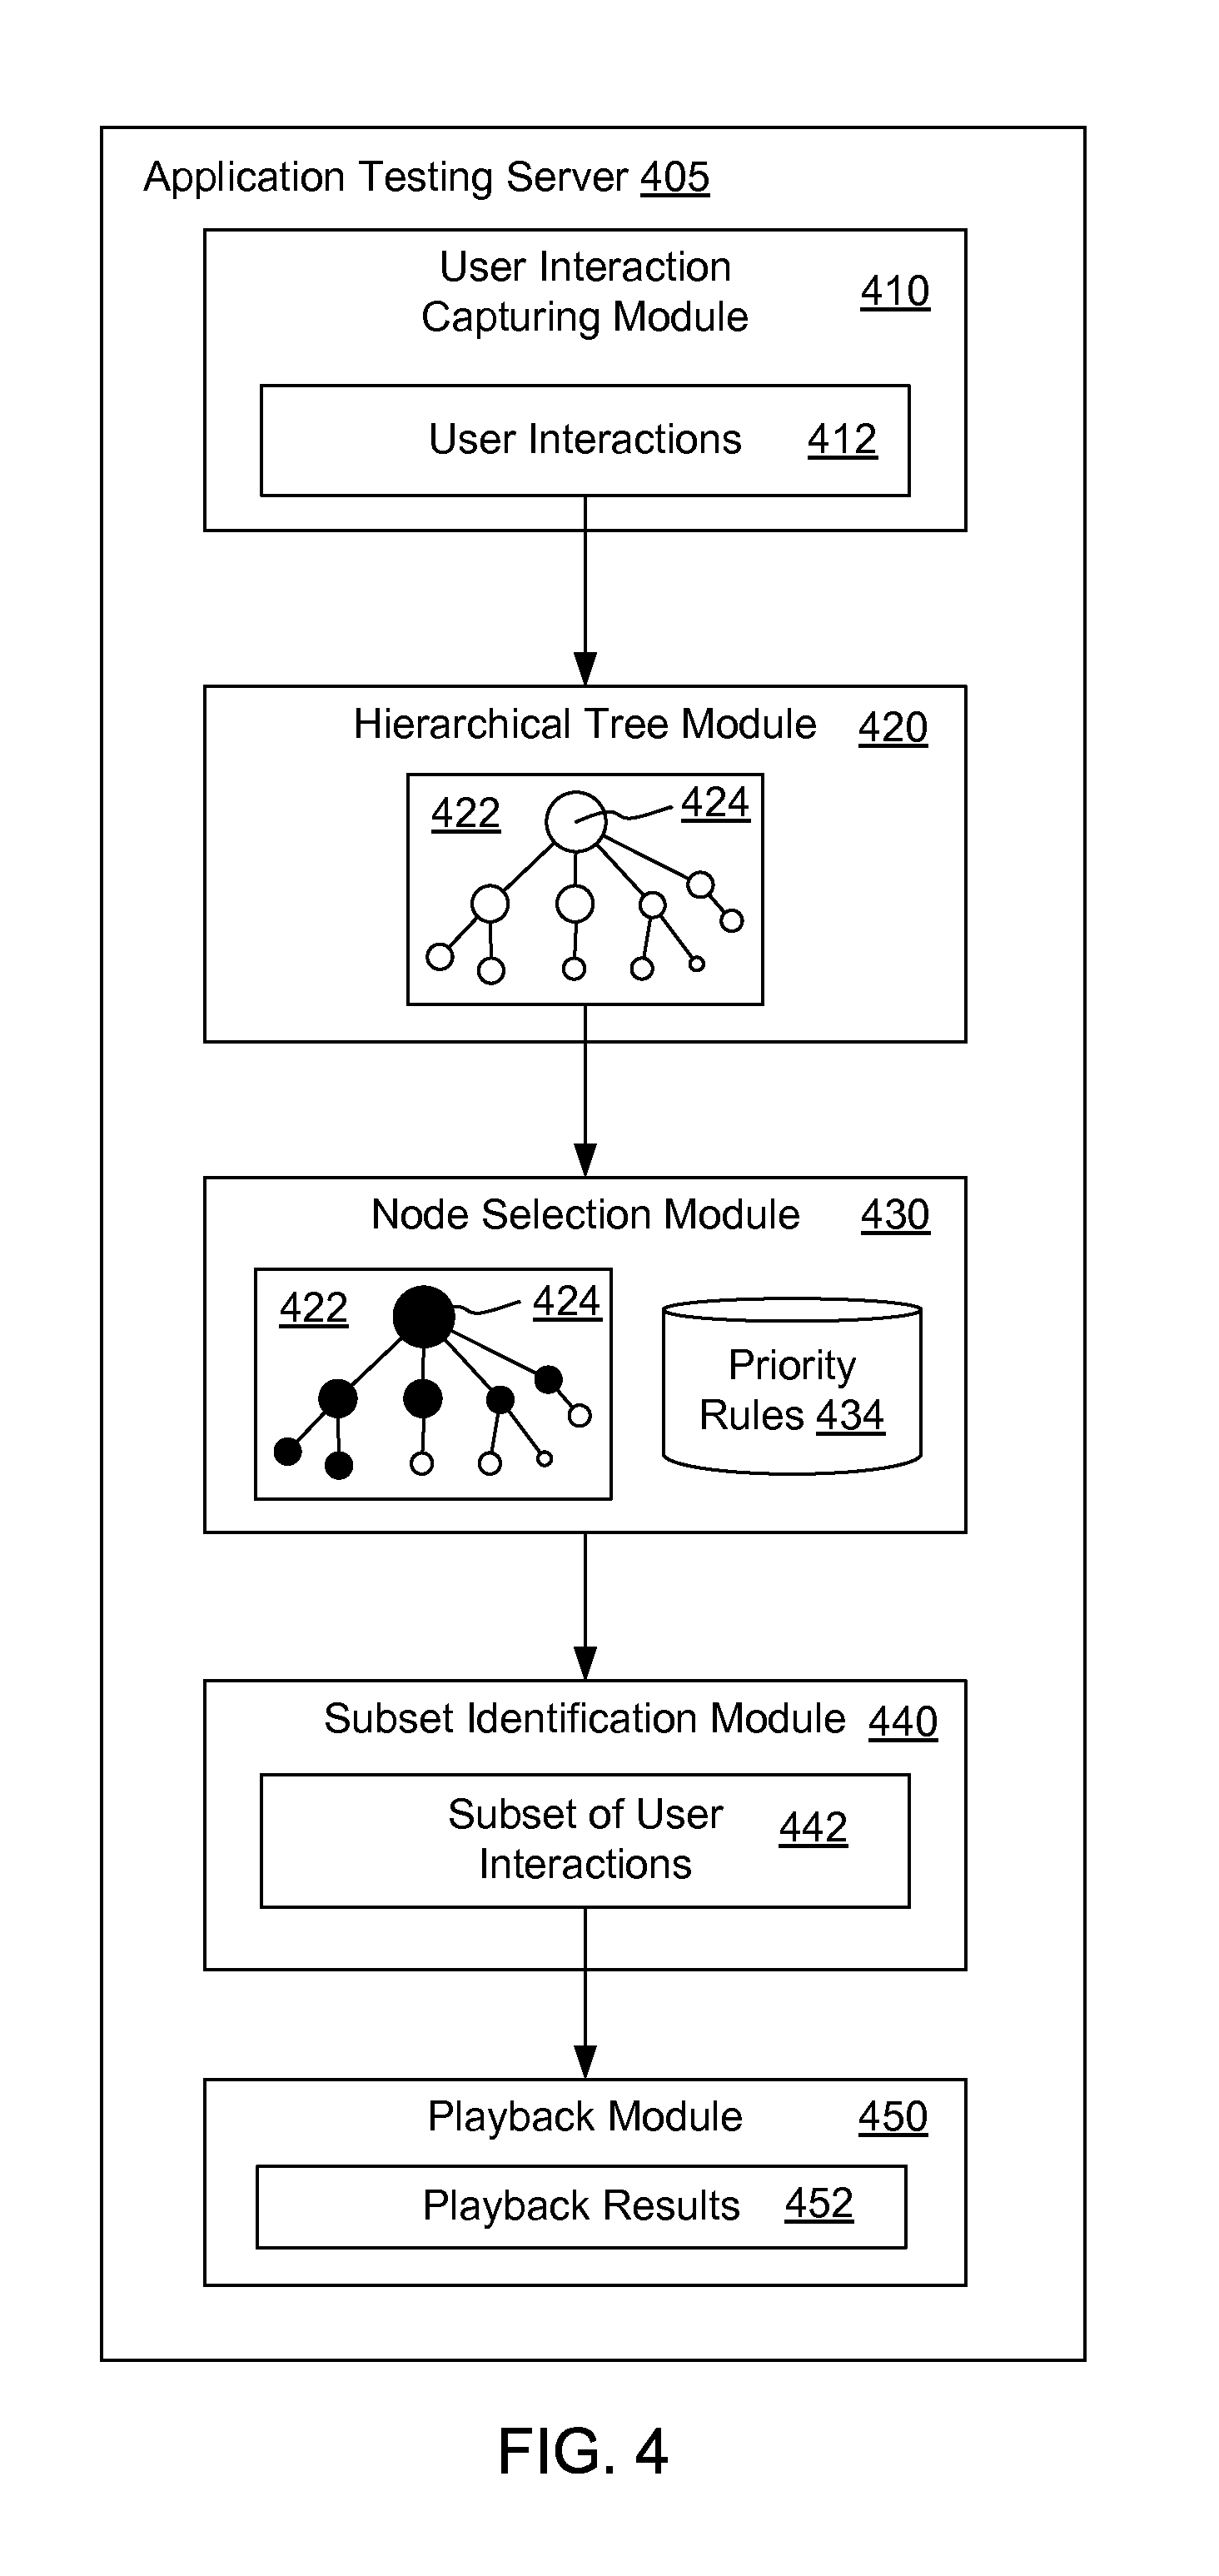 Application Testing Server 405
User Interaction
Capturing Module
410
User Interactions 412
Hierarchical Tree Module 420
422
424
Node Selection Module 430
422
424
Priority
Rules 434
Subset Identification Module 440
Subset of User
Interactions
442
Playback Module 450
Playback Results 452
FIG. 4